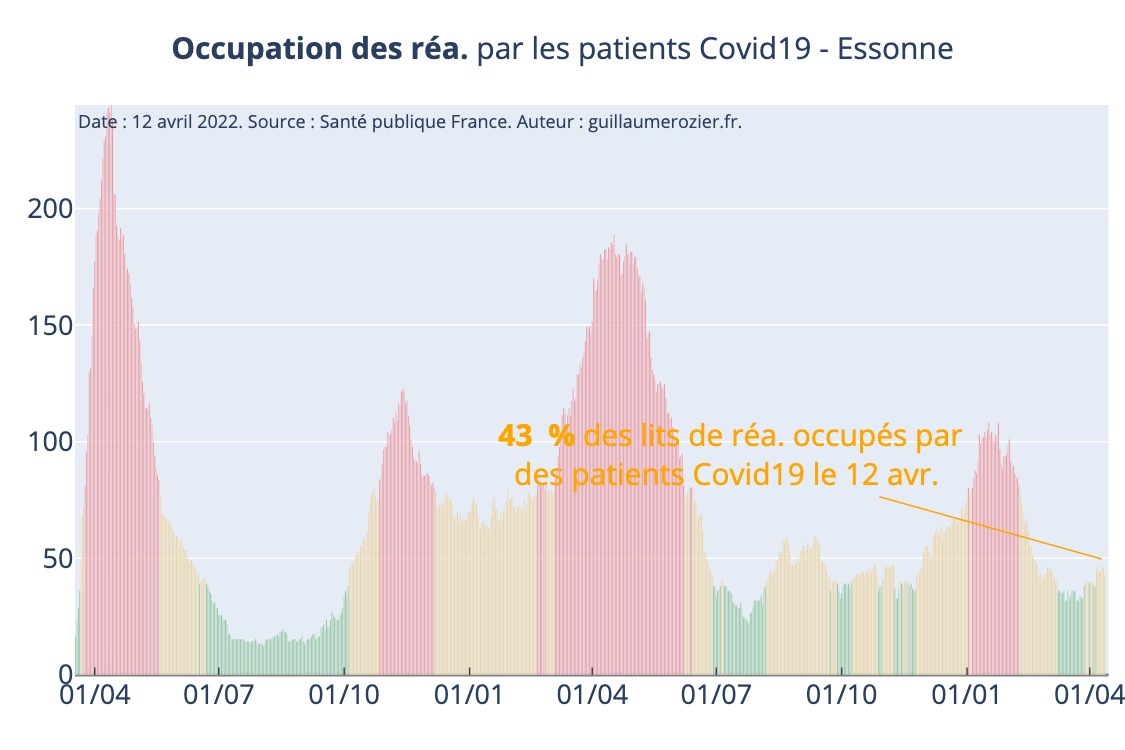 Occupation des réa. par les patients Covid19 - Essonne
Date : 12 avril 2022. Source : Santé publique France. Auteur : guillaumerozier.fr.
200
150
100
50
0
43 % des lits de réa. occupés par
des patients Covid19 le 12 avr.
01/04 01/07 01/10 01/01 01/04 01/07 01/10 01/01 01/04